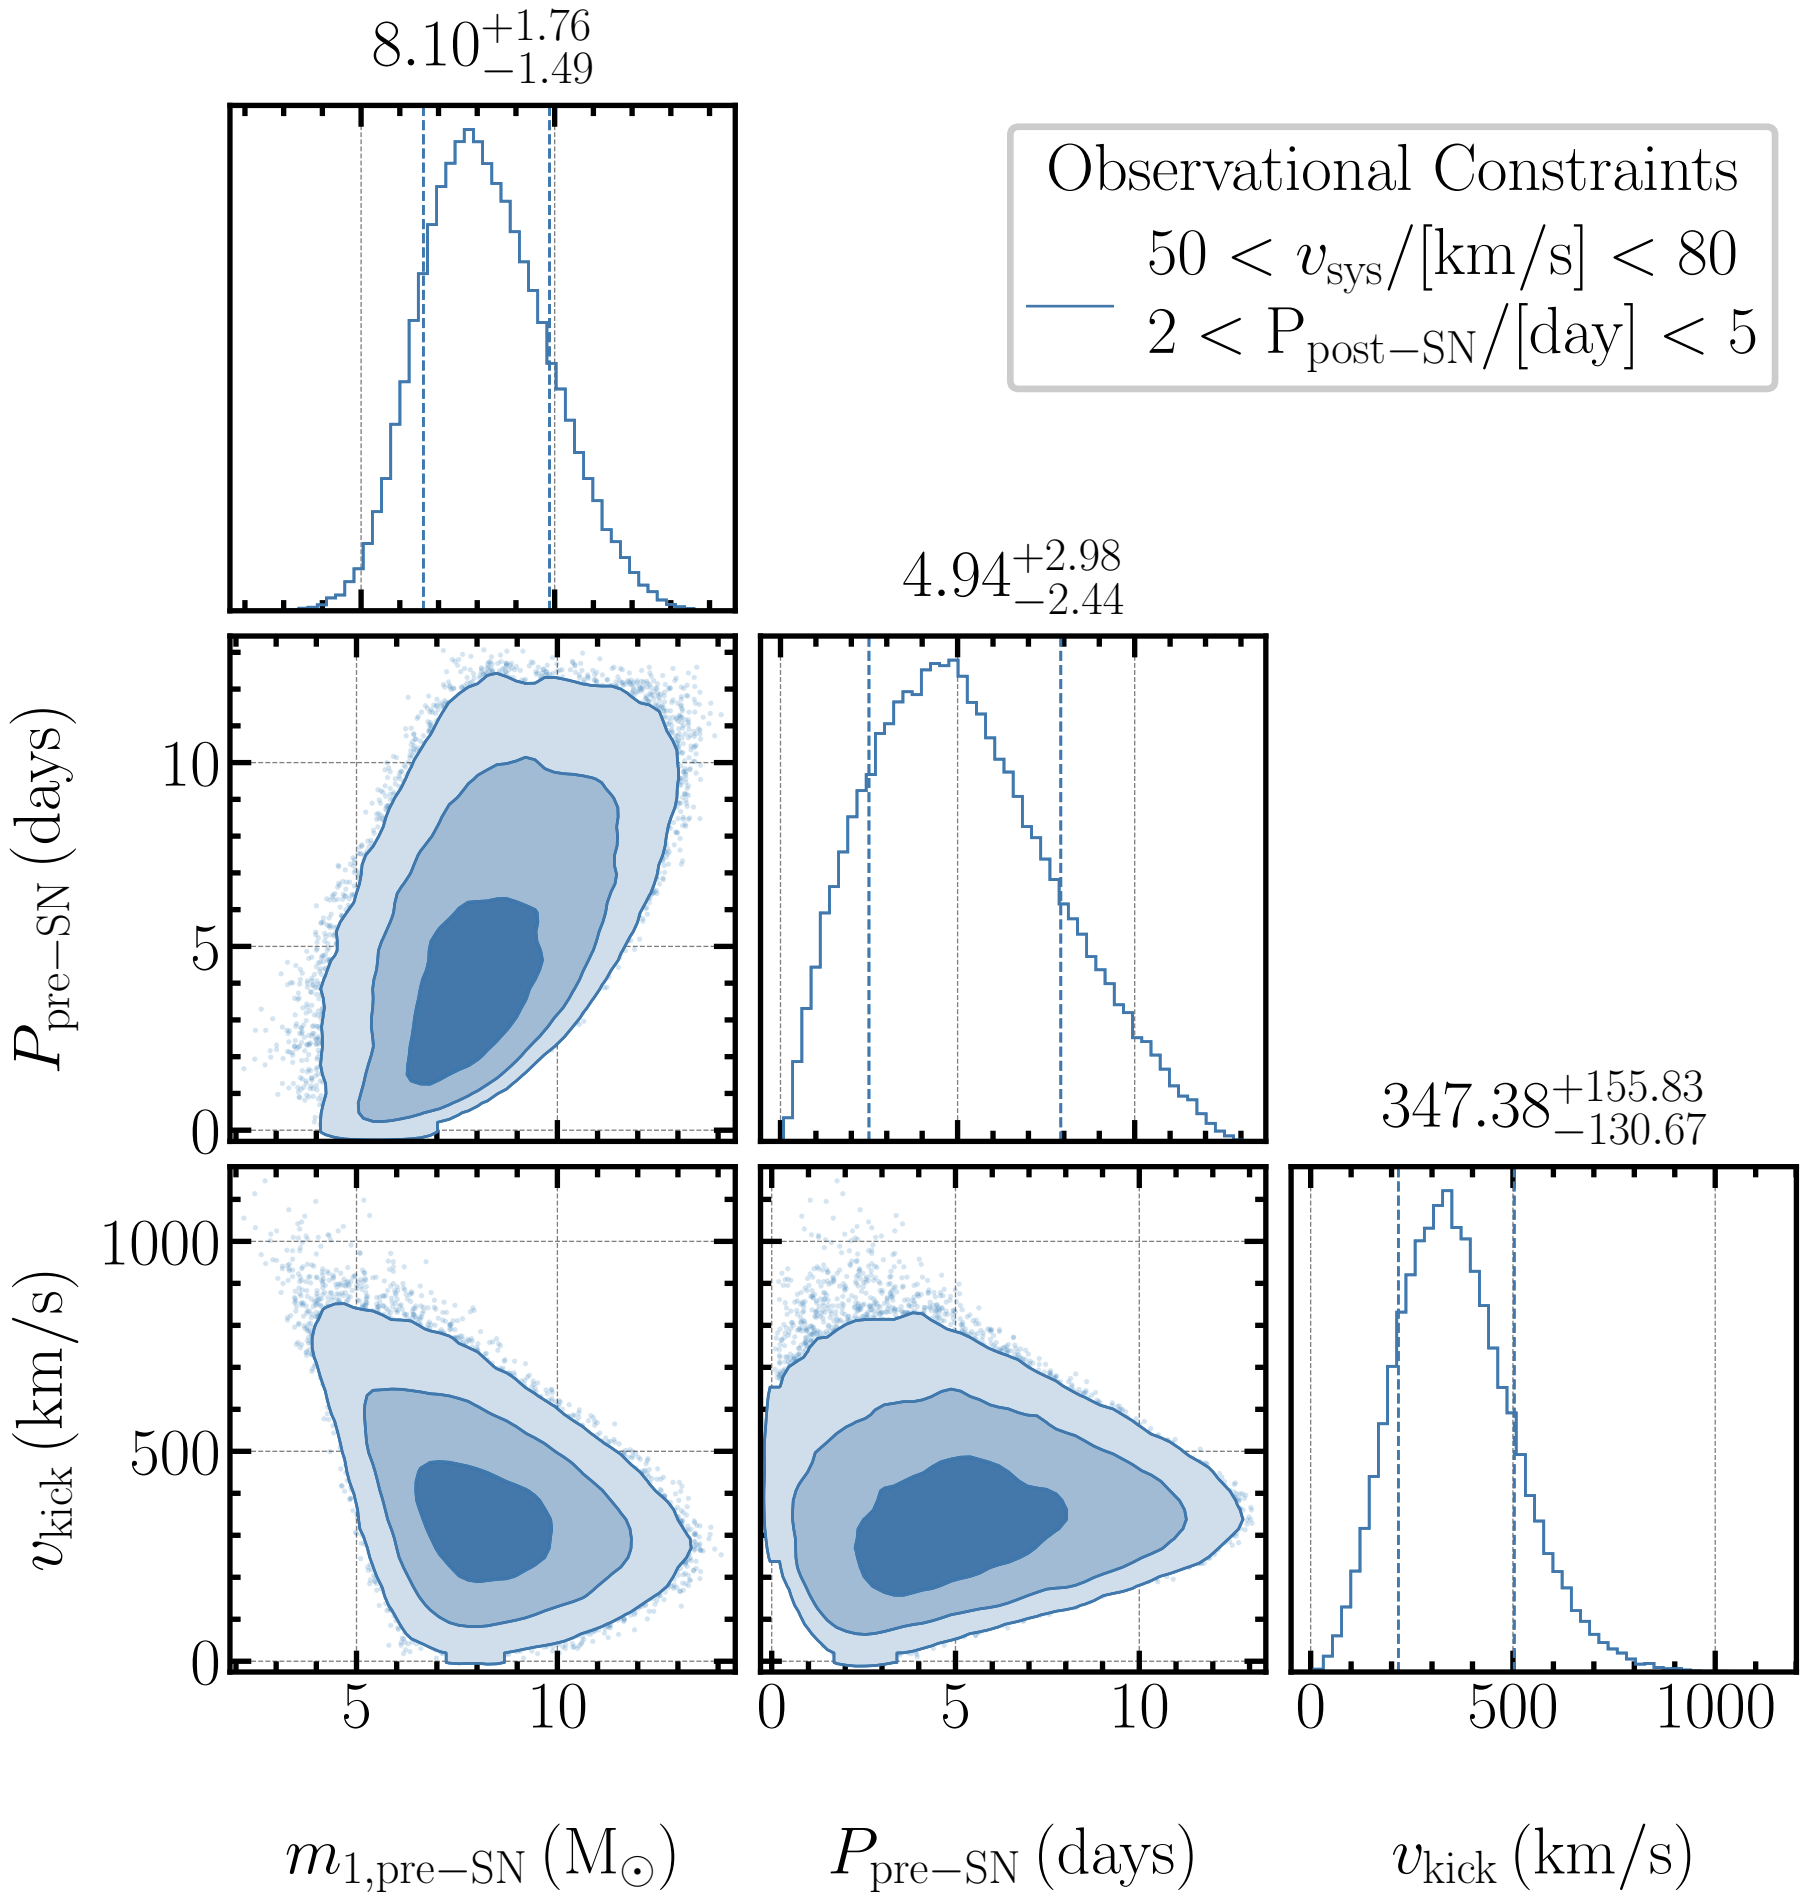 8.10+1.76−1.49
Observational Constraints
50 < vsys/[km/s] < 80
2 < Ppost−SN/[day] < 5
4.94+2.98−2.44
Ppre−SN (days)
10
5
0
347.38+155.83−130.67
vkick (km/s)
1000
500
0
5 10
0 5 10
0 500 1000
m1,pre−SN (M⊙)
Ppre−SN (days)
vkick (km/s)